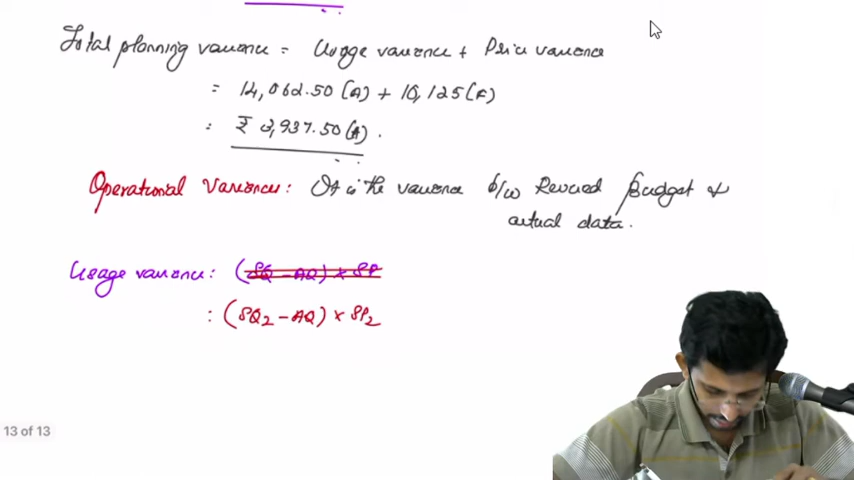 Total planning variance = Usage variance + Price variance
= 14,062.50 (A) + 10,125 (F)
= ₹ 3,937.50 (A).
Operational Variances: It is the variance b/w Revised Budget &
actual data.
Usage variance: (SQ - AQ) × SP
: (SQ2 - AQ) × SP2
13 of 13